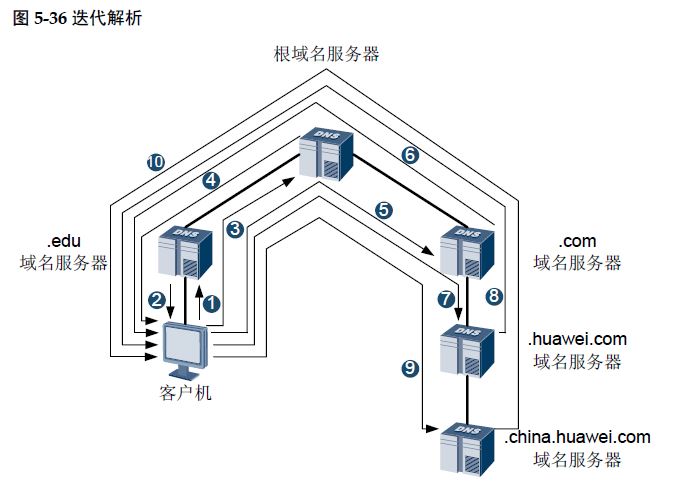 图 5-36 迭代解析
根域名服务器
DNS
10
6
4
3
5
.edu
域名服务器
DNS
DNS
.com
域名服务器
2
1
7
8
DNS
.huawei.com
域名服务器
客户机
9
DNS
.china.huawei.com
域名服务器